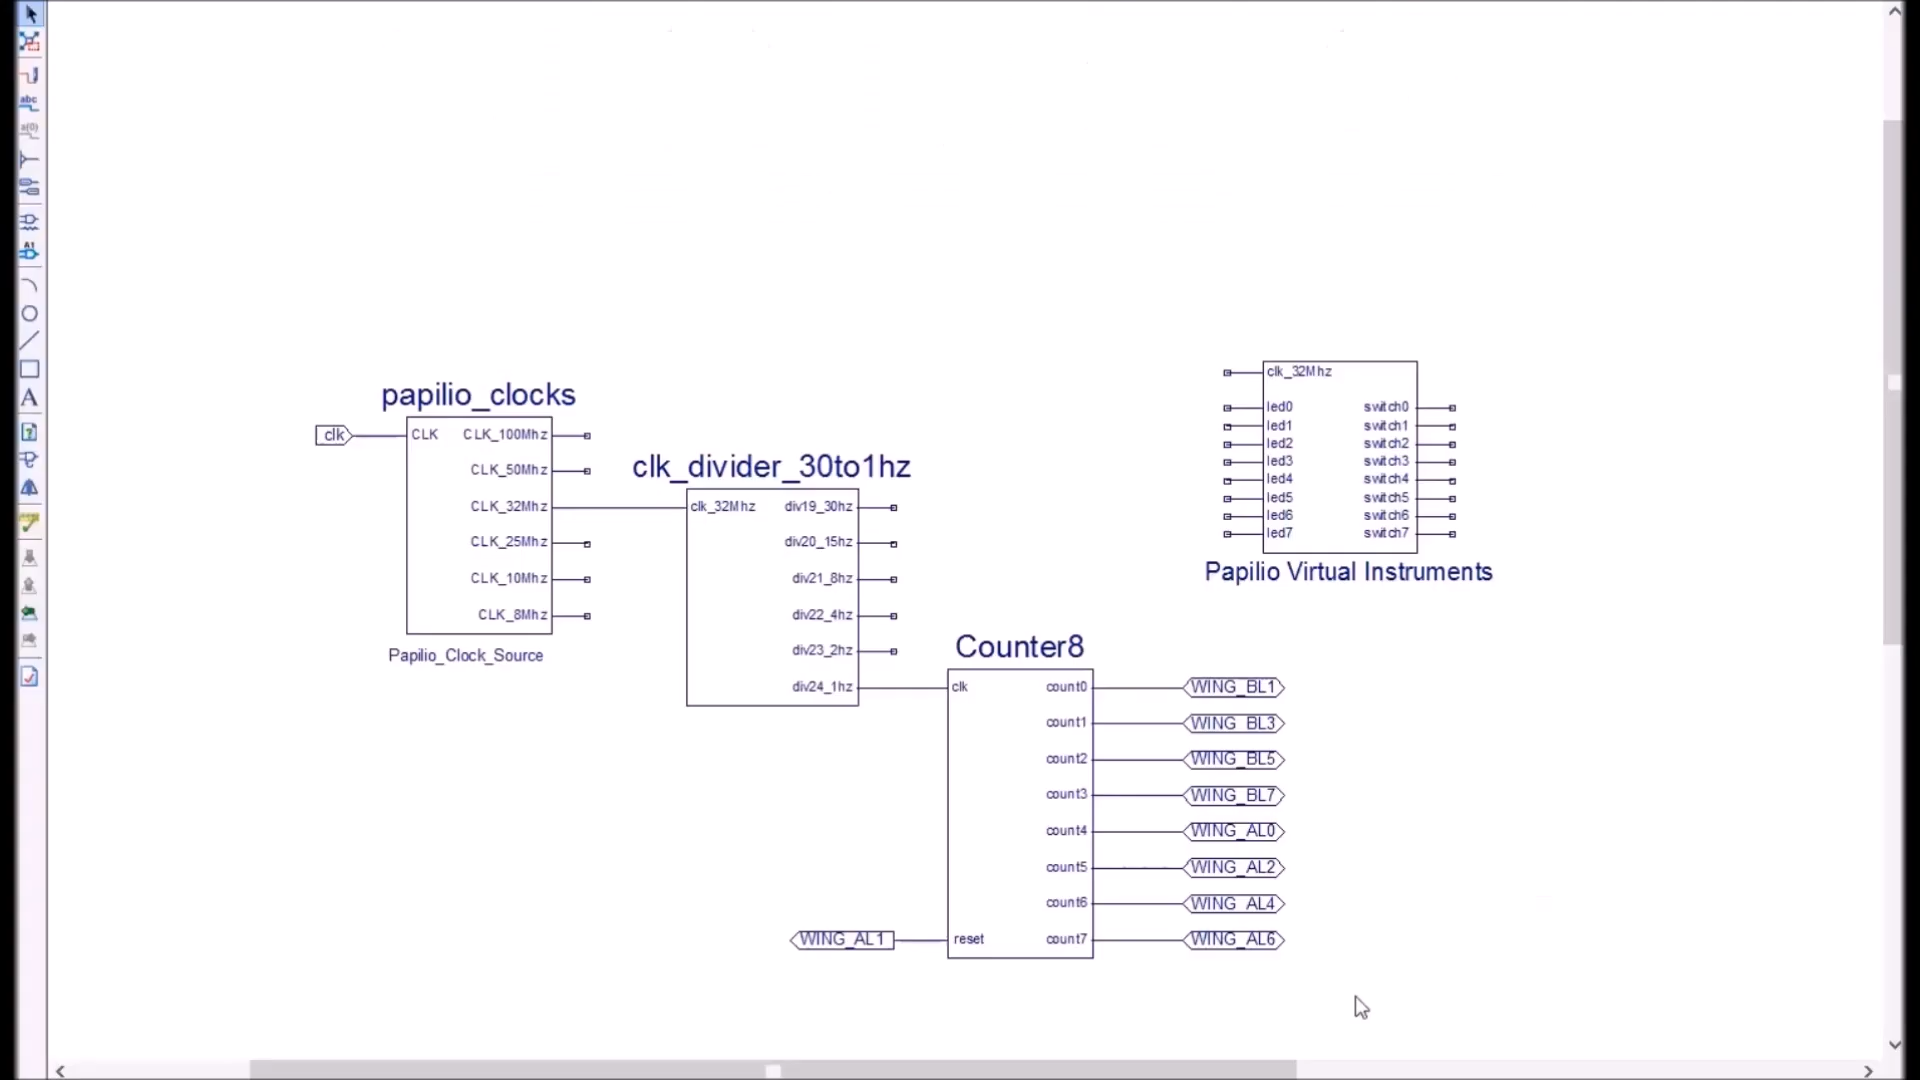 abc
a(0)
A1
A
papilio_clocks
clk
CLK
CLK_100Mhz
CLK_50Mhz
CLK_32Mhz
CLK_25Mhz
CLK_10Mhz
CLK_8Mhz
Papilio_Clock_Source
clk_divider_30to1hz
clk_32Mhz
div19_30hz
div20_15hz
div21_8hz
div22_4hz
div23_2hz
div24_1hz
clk_32Mhz
led0 switch0
led1 switch1
led2 switch2
led3 switch3
led4 switch4
led5 switch5
led6 switch6
led7 switch7
Papilio Virtual Instruments
Counter8
clk count0 WING_BL1
count1 WING_BL3
count2 WING_BL5
count3 WING_BL7
count4 WING_AL0
count5 WING_AL2
count6 WING_AL4
WING_AL1 reset count7 WING_AL6